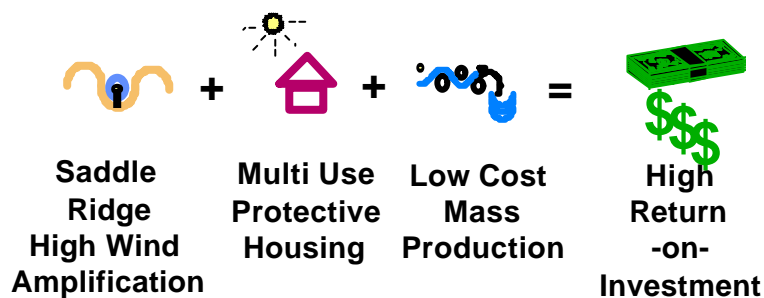 + + =
$$$
Saddle
Ridge
High Wind
Amplification
Multi Use
Protective
Housing
Low Cost
Mass
Production
High
Return
-on-
Investment